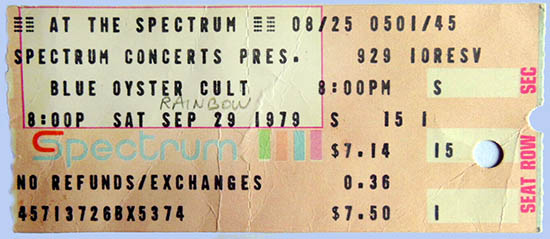 AT THE SPECTRUM 08/25 0501/45
SPECTRUM CONCERTS PRES. 929 IORESV
BLUE OYSTER CULT 8:00PM S
RAINBOW
8:00P SAT SEP 29 1979 S 15 1
Spectrum $7.14 15
NO REFUNDS/EXCHANGES 0.36
45713726BX5374 $7.50 1
SEC
ROW
SEAT